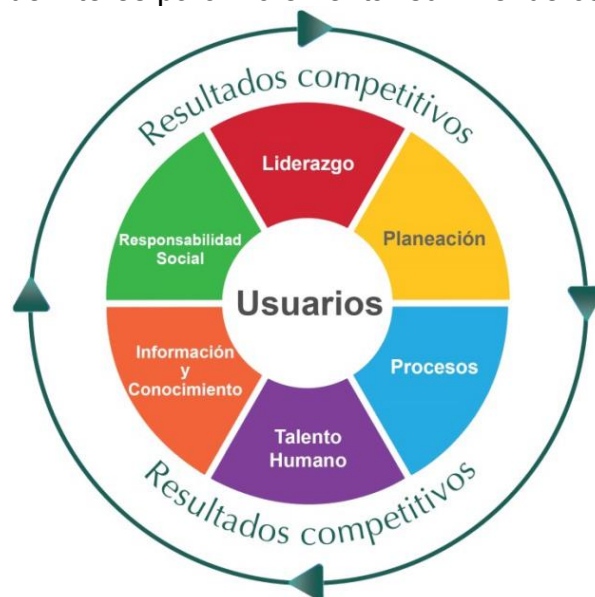 Resultados competitivos
Liderazgo
Planeación
Procesos
Talento
Humano
Información
y
Conocimiento
Responsabilidad
Social
Usuarios
Resultados competitivos